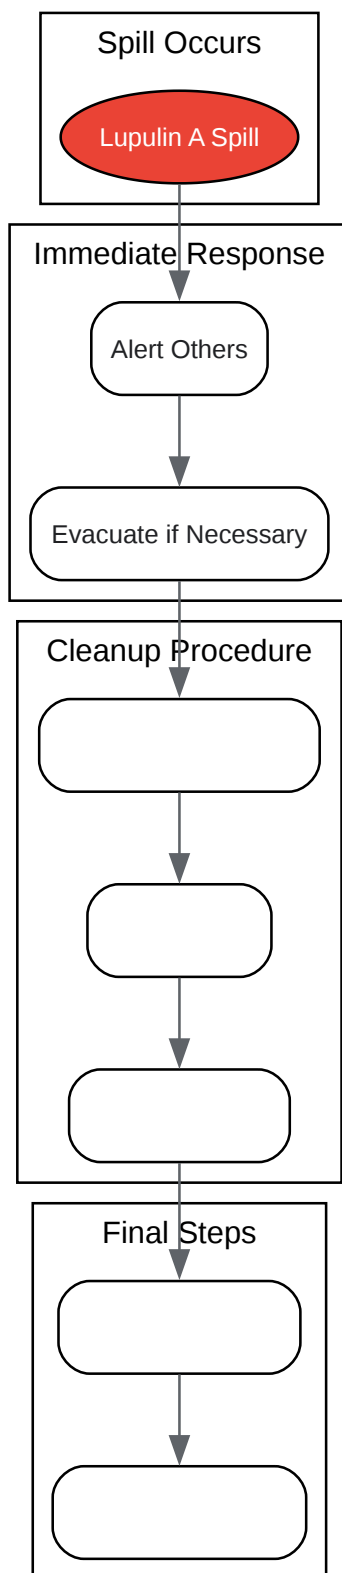 Spill Occurs
Lupulin A Spill
Immediate Response
Alert Others
Evacuate if Necessary
Cleanup Procedure
Final Steps